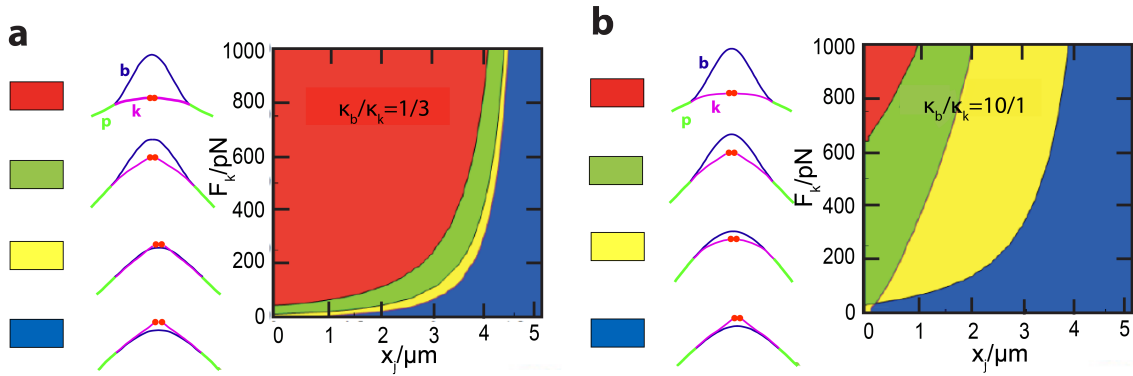 a
b
k
p
F_k/pN
1000
800
600
400
200
0
κ_b/κ_k=1/3
0 1 2 3 4 5
x_j/μm
b
b
k
p
F_k/pN
1000
800
600
400
200
0
κ_b/κ_k=10/1
0 1 2 3 4 5
x_j/μm